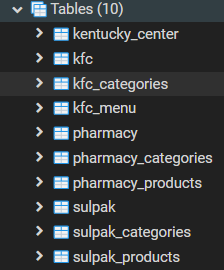 Tables (10)
kentucky_center
kfc
kfc_categories
kfc_menu
pharmacy
pharmacy_categories
pharmacy_products
sulpak
sulpak_categories
sulpak_products